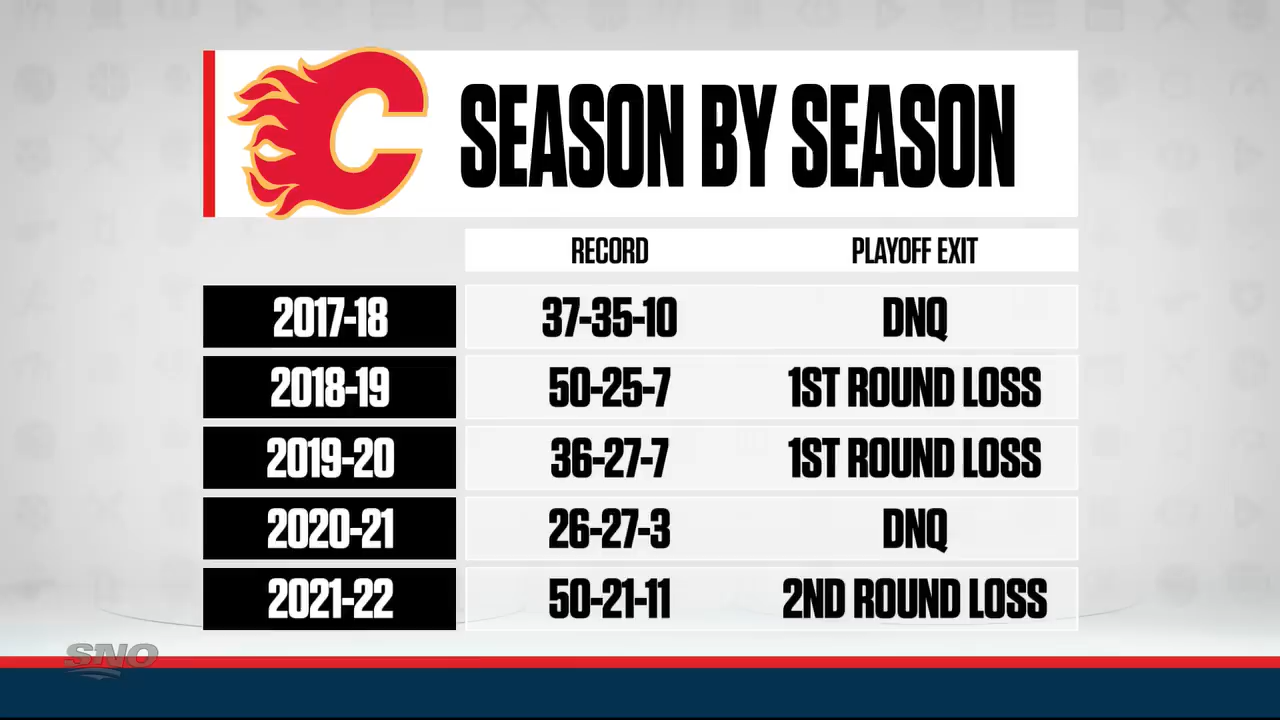 C SEASON BY SEASON
RECORD PLAYOFF EXIT
2017-18 37-35-10 DNQ
2018-19 50-25-7 1ST ROUND LOSS
2019-20 36-27-7 1ST ROUND LOSS
2020-21 26-27-3 DNQ
2021-22 50-21-11 2ND ROUND LOSS
SNO